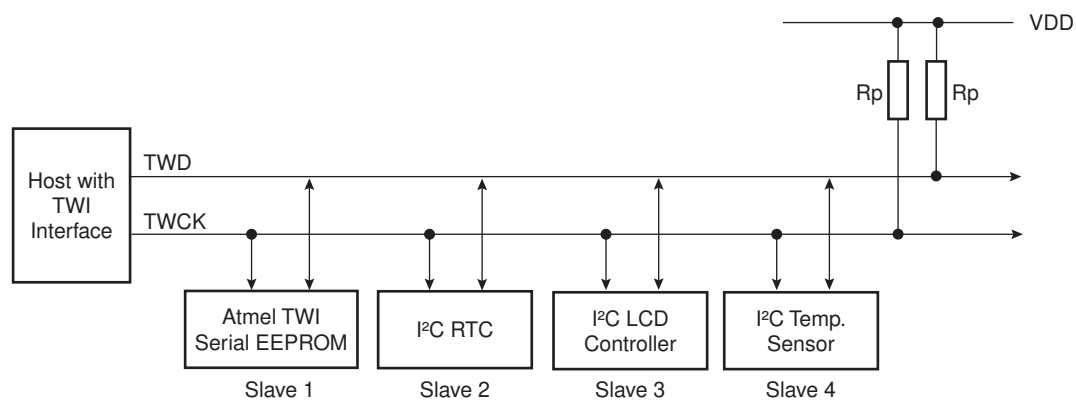 VDD
Rp
Rp
Host with
TWI
Interface
TWD
TWCK
Atmel TWI
Serial EEPROM
Slave 1
I²C RTC
Slave 2
I²C LCD
Controller
Slave 3
I²C Temp.
Sensor
Slave 4